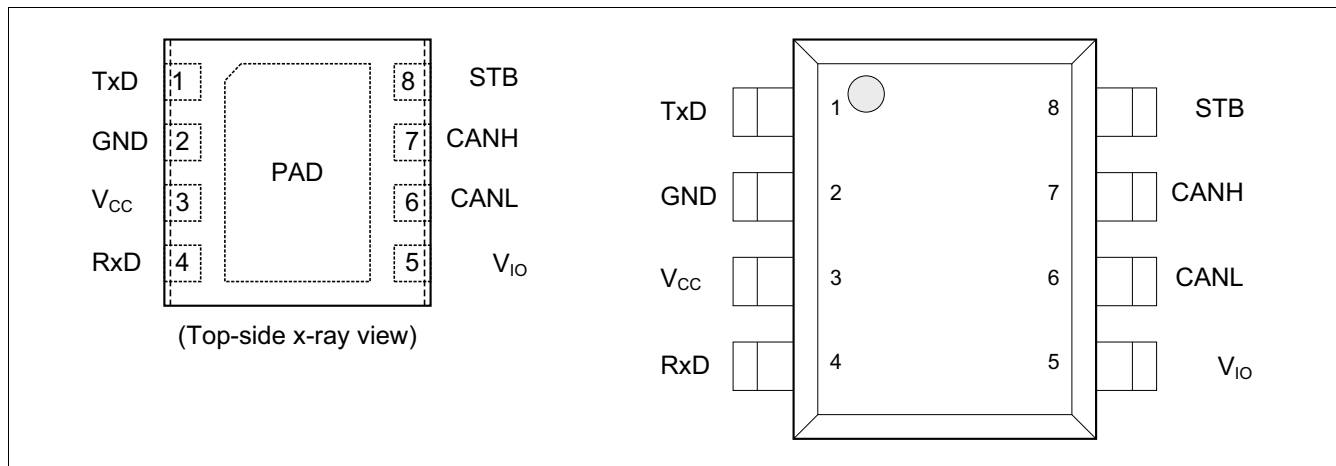 TxD 1 8 STB
GND 2 7 CANH
PAD
VCC 3 6 CANL
RxD 4 5 VIO
(Top-side x-ray view)
TxD 1 8 STB
GND 2 7 CANH
VCC 3 6 CANL
RxD 4 5 VIO